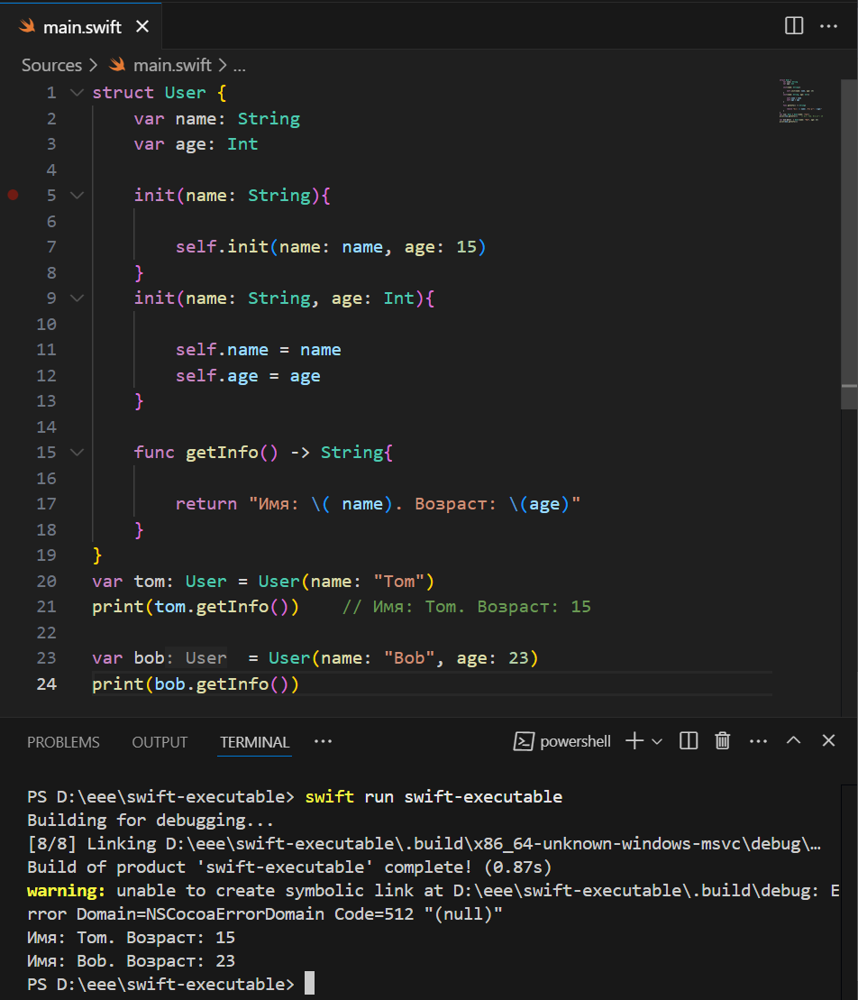 main.swift
Sources > main.swift > ...
1 struct User {
2     var name: String
3     var age: Int
4
5     init(name: String){
6
7         self.init(name: name, age: 15)
8     }
9     init(name: String, age: Int){
10
11         self.name = name
12         self.age = age
13     }
14
15     func getInfo() -> String{
16
17         return "Имя: \( name). Возраст: \(age)"
18     }
19 }
20 var tom: User = User(name: "Tom")
21 print(tom.getInfo())    // Имя: Tom. Возраст: 15
22
23 var bob: User  = User(name: "Bob", age: 23)
24 print(bob.getInfo())
PROBLEMS OUTPUT TERMINAL ... powershell
PS D:\eee\swift-executable> swift run swift-executable
Building for debugging...
[8/8] Linking D:\eee\swift-executable\.build\x86_64-unknown-windows-msvc\debug\…
Build of product 'swift-executable' complete! (0.87s)
warning: unable to create symbolic link at D:\eee\swift-executable\.build\debug: E
rror Domain=NSCocoaErrorDomain Code=512 "(null)"
Имя: Tom. Возраст: 15
Имя: Bob. Возраст: 23
PS D:\eee\swift-executable>